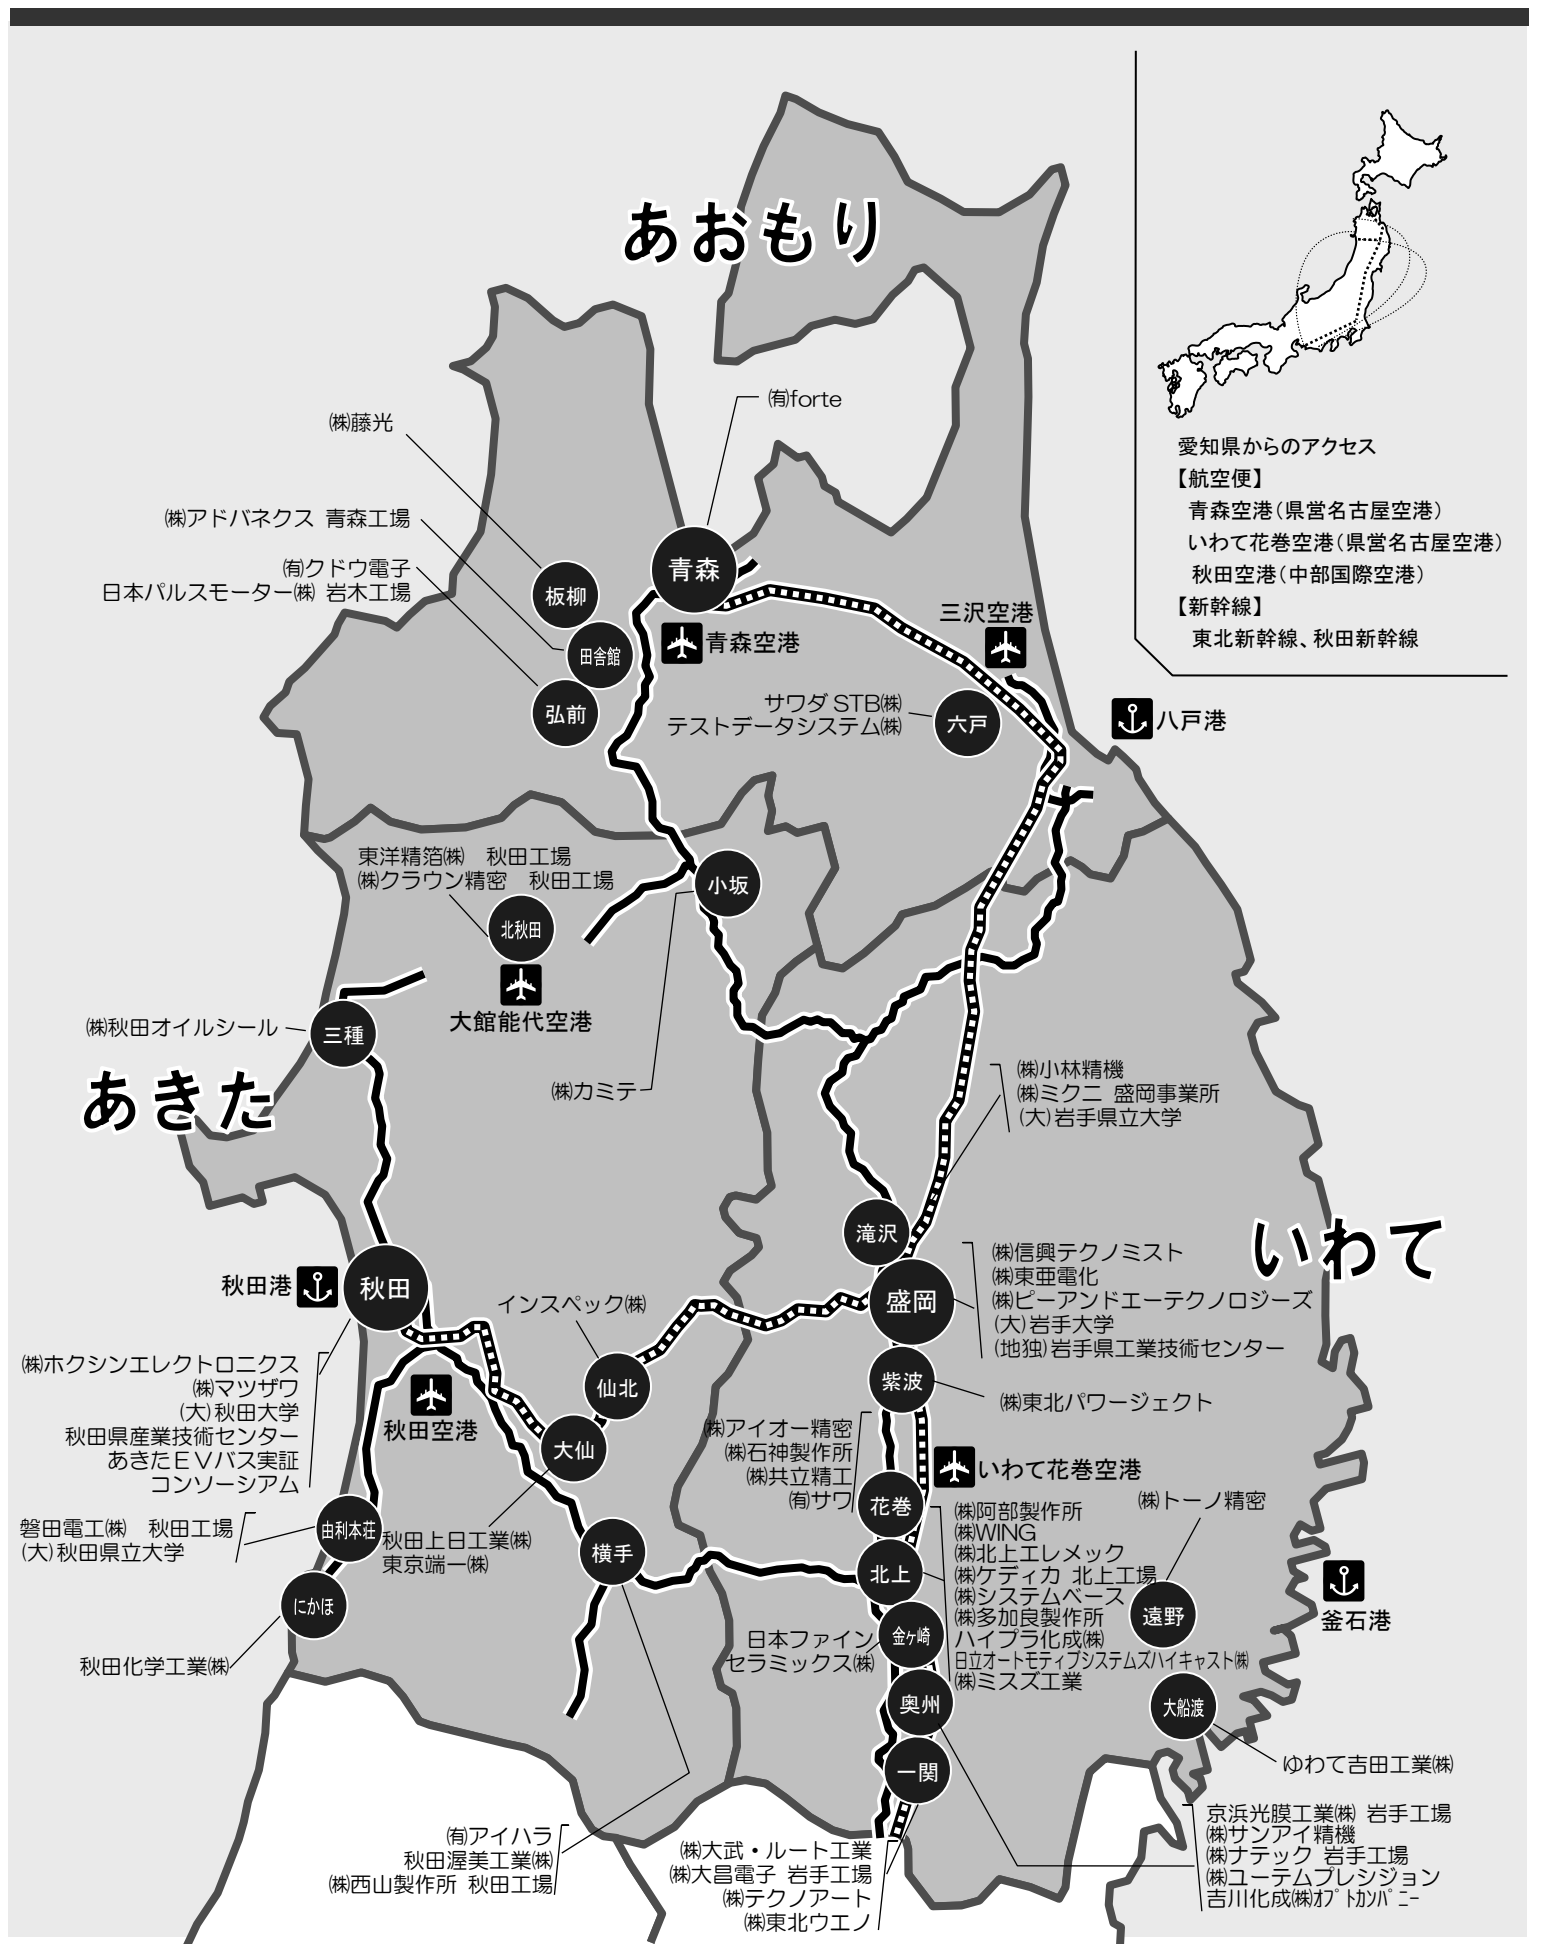 あおもり
㈲forte
㈱藤光
㈱アドバネクス 青森工場
㈲クドウ電子
日本パルスモーター㈱ 岩木工場
青森
板柳
田舎館
弘前
青森空港
三沢空港
サワダ STB㈱
テストデータシステム㈱
六戸
八戸港
愛知県からのアクセス
【航空便】
青森空港（県営名古屋空港）
いわて花巻空港（県営名古屋空港）
秋田空港（中部国際空港）
【新幹線】
東北新幹線、秋田新幹線
あきた
東洋精箔㈱　秋田工場
㈱クラウン精密　秋田工場
北秋田
大館能代空港
小坂
㈱カミテ
㈱秋田オイルシール
三種
秋田港
秋田
インスペック㈱
仙北
㈱ホクシンエレクトロニクス
㈱マツザワ
(大)秋田大学
秋田県産業技術センター
あきたＥＶバス実証
コンソーシアム
秋田空港
大仙
秋田上日工業㈱
東京端一㈱
磐田電工㈱　秋田工場
(大)秋田県立大学
由利本荘
にかほ
秋田化学工業㈱
横手
㈲アイハラ
秋田渥美工業㈱
㈱西山製作所 秋田工場
いわて
㈱小林精機
㈱ミクニ 盛岡事業所
(大)岩手県立大学
滝沢
盛岡
㈱信興テクノミスト
㈱東亜電化
㈱ピーアンドエーテクノロジーズ
(大)岩手大学
(地独)岩手県工業技術センター
紫波
㈱東北パワージェクト
㈱アイオー精密
㈱石神製作所
㈱共立精工
㈲サワ
いわて花巻空港
花巻
北上
㈱阿部製作所
㈱WING
㈱北上エレメック
㈱ケディカ 北上工場
㈱システムベース
㈱多加良製作所
ハイプラ化成㈱
日立オートモティブシステムズハイキャスト㈱
㈱ミスズ工業
㈱トーノ精密
遠野
釜石港
日本ファイン
セラミックス㈱
金ヶ崎
奥州
大船渡
ゆわて吉田工業㈱
一関
㈱大武・ルート工業
㈱大昌電子 岩手工場
㈱テクノアート
㈱東北ウエノ
京浜光膜工業㈱ 岩手工場
㈱サンアイ精機
㈱ナテック 岩手工場
㈱ユーテムプレシジョン
吉川化成㈱ｵﾌﾟﾄｶﾝﾊﾟﾆｰ